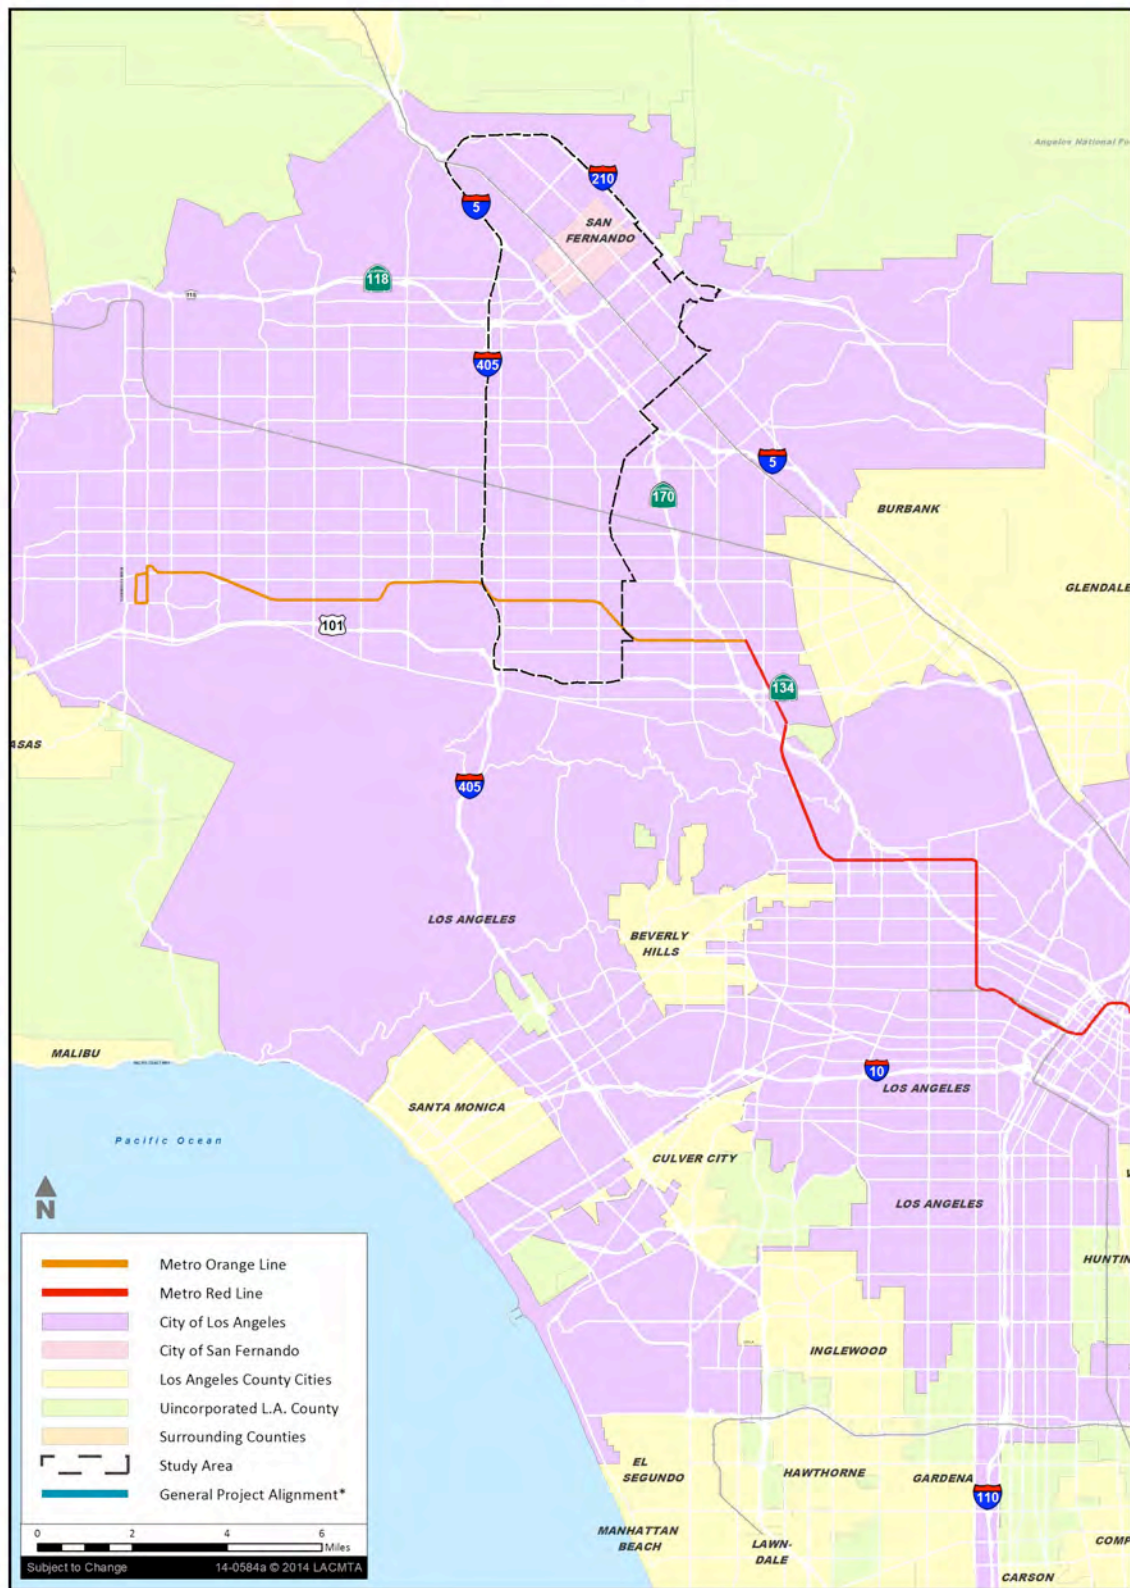 Angeles National Fo
210
5
SAN
FERNANDO
118
118
405
5
170
BURBANK
GLENDALE
101
134
ASAS
405
LOS ANGELES
BEVERLY
HILLS
MALIBU
10
LOS ANGELES
SANTA MONICA
Pacific Ocean
CULVER CITY
N
LOS ANGELES
HUNTIN
INGLEWOOD
Metro Orange Line
Metro Red Line
City of Los Angeles
City of San Fernando
Los Angeles County Cities
Uincorporated L.A. County
Surrounding Counties
Study Area
General Project Alignment*
0 2 4 6
Miles
Subject to Change 14-0584a © 2014 LACMTA
EL
SEGUNDO
HAWTHORNE
GARDENA
110
MANHATTAN
BEACH
LAWN-
DALE
COMP
CARSON